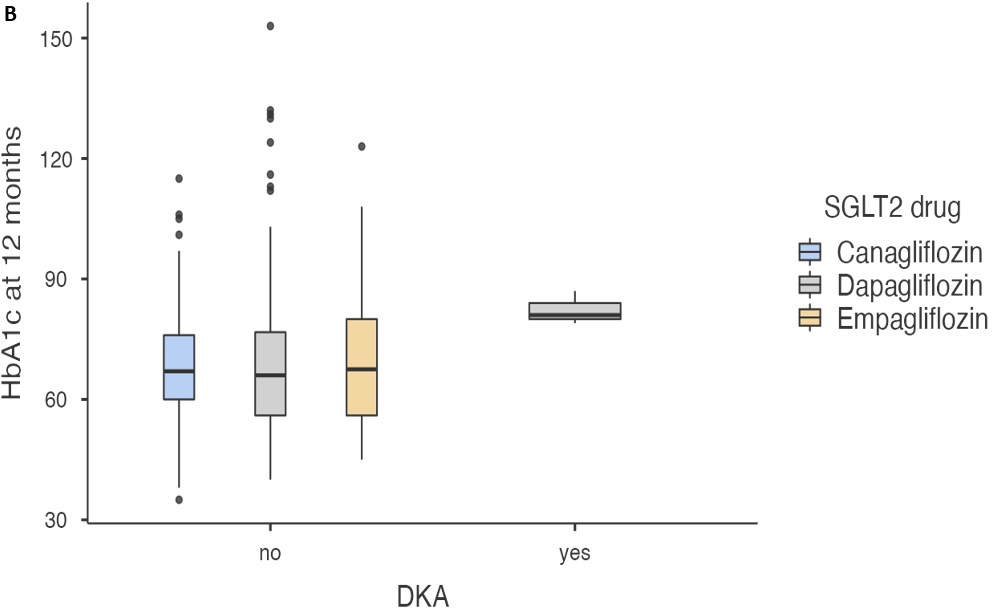 B
150
120
90
60
30
HbA1c at 12 months
no
yes
DKA
SGLT2 drug
Canagliflozin
Dapagliflozin
Empagliflozin